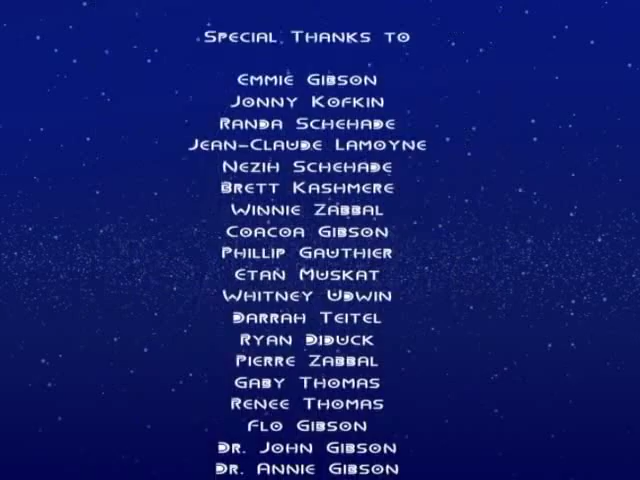 Special Thanks to
Emmie Gibson
Jonny Kofkin
Randa Schehade
Jean-Claude Lamoyne
Nezih Schehade
Brett Kashmere
Winnie Zabbal
Coacoa Gibson
Phillip Gauthier
Etan Muskat
Whitney Udwin
Darrah Teitel
Ryan Diduck
Pierre Zabbal
Gaby Thomas
Renee Thomas
Flo Gibson
Dr. John Gibson
Dr. Annie Gibson